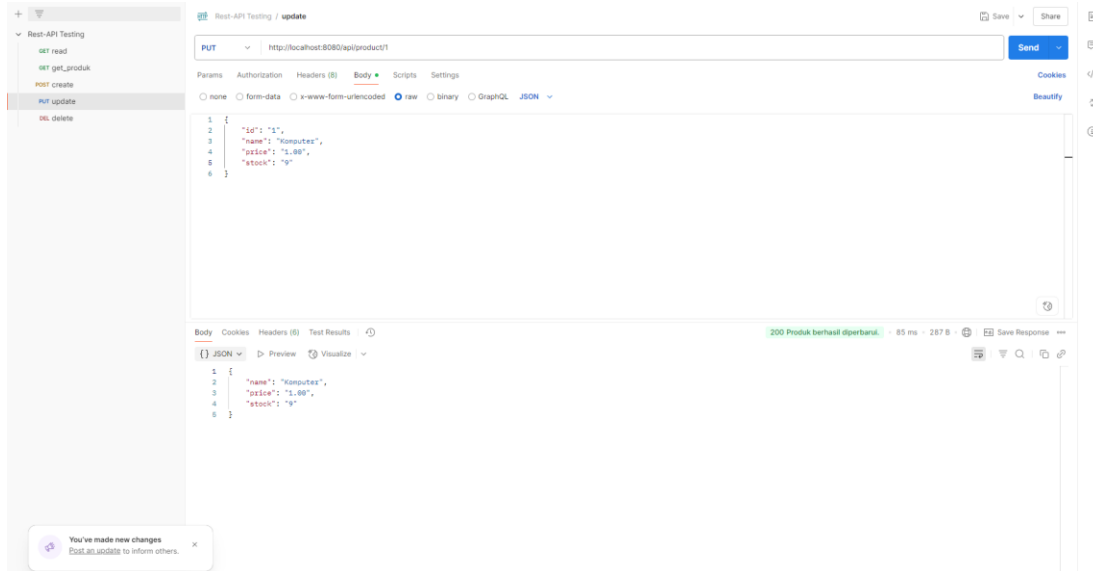 Rest-API Testing / update
Save
Share
Rest-API Testing
GET read
GET get_produk
POST create
PUT update
DEL delete
PUT
http://localhost:8080/api/product/1
Send
Params Authorization Headers (8) Body Scripts Settings
Cookies
none form-data x-www-form-urlencoded raw binary GraphQL JSON
Beautify
1 {
2 "id": "1",
3 "name": "Komputer",
4 "price": "1.00",
5 "stock": "9"
6 }
Body Cookies Headers (6) Test Results
200 Produk berhasil diperbarui. 85 ms 287 B Save Response
{} JSON Preview Visualize
1 {
2 "name": "Komputer",
3 "price": "1.00",
4 "stock": "9"
5 }
You've made new changes
Post an update to inform others.